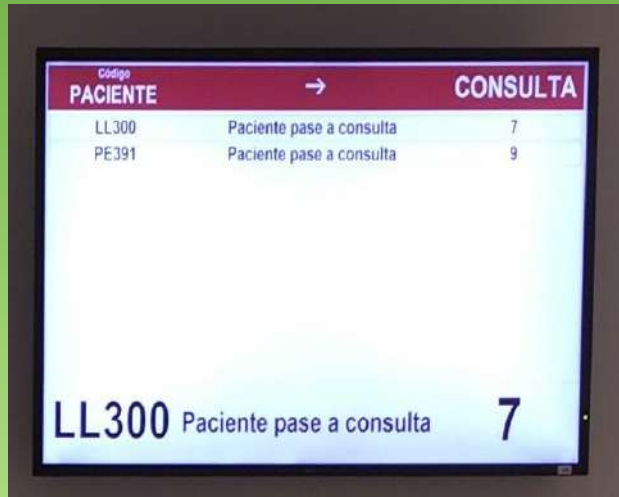 Código
PACIENTE → CONSULTA
LL300 Paciente pase a consulta 7
PE391 Paciente pase a consulta 9
LL300 Paciente pase a consulta 7